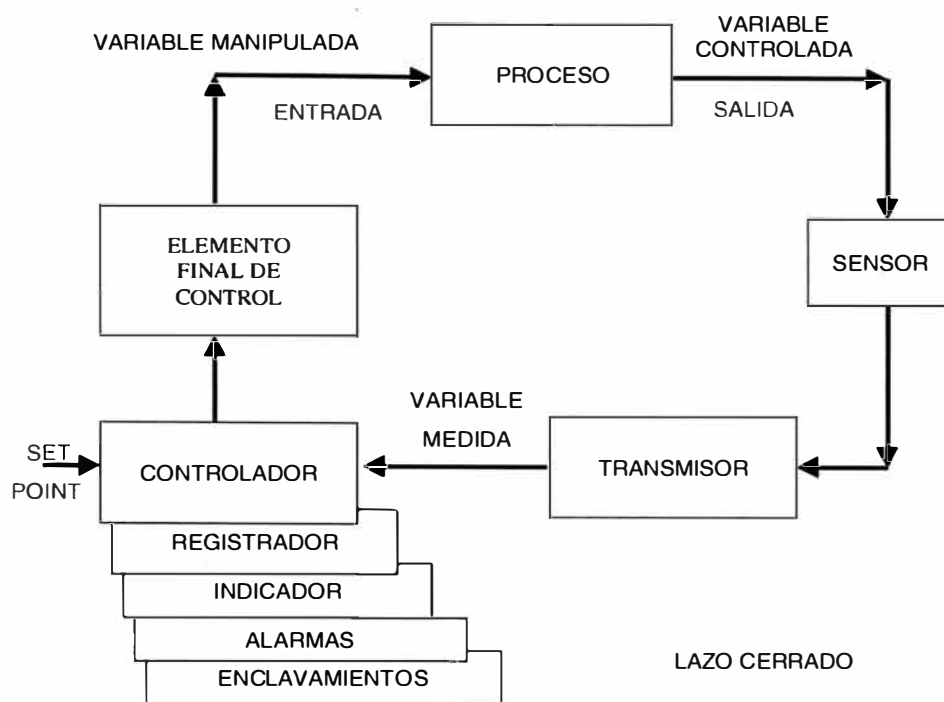 VARIABLE MANIPULADA
VARIABLE
CONTROLADA
PROCESO
ENTRADA
SALIDA
ELEMENTO
FINAL DE
CONTROL
SENSOR
VARIABLE
MEDIDA
SET
POINT
CONTROLADOR
TRANSMISOR
REGISTRADOR
INDICADOR
ALARMAS
ENCLAVAMIENTOS
LAZO CERRADO